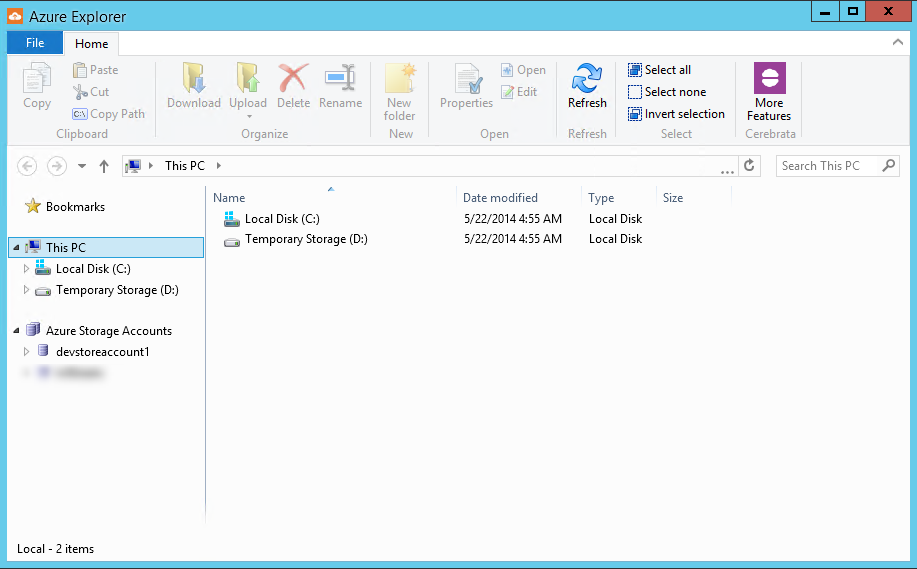 Azure Explorer
File Home
Copy
Paste
Cut
Copy Path
Clipboard
Download Upload Delete Rename
Organize
New folder
New
Properties
Open
Edit
Open
Refresh
Refresh
Select all
Select none
Invert selection
Select
More Features
Cerebrata
This PC
...
Search This PC
Name Date modified Type Size
Local Disk (C:) 5/22/2014 4:55 AM Local Disk
Temporary Storage (D:) 5/22/2014 4:55 AM Local Disk
Bookmarks
This PC
Local Disk (C:)
Temporary Storage (D:)
Azure Storage Accounts
devstoreaccount1
Local - 2 items